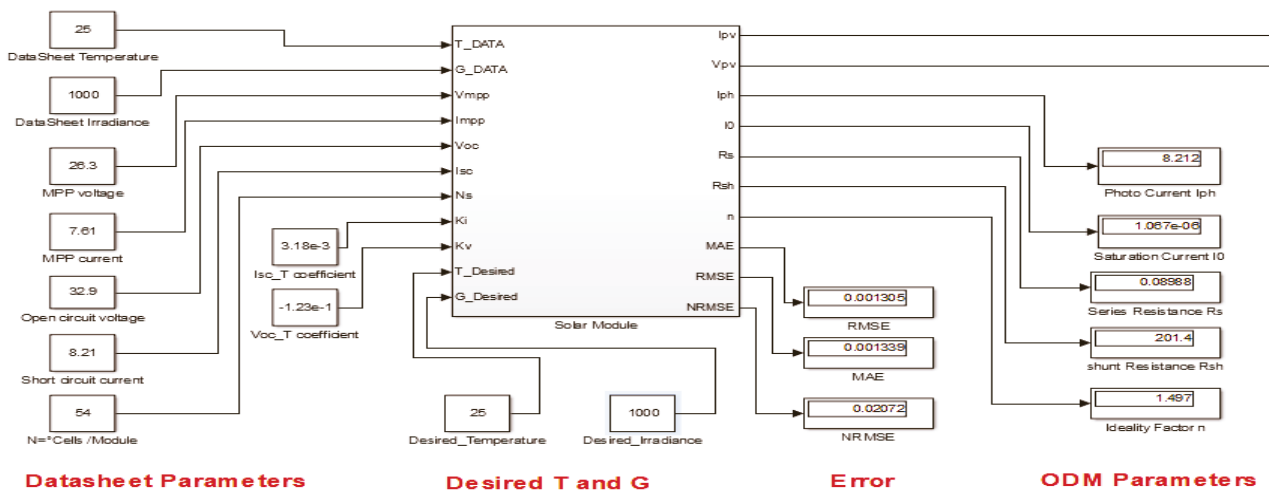 25
DataSheet Temperature
1000
DataSheet Irradiance
26.3
MPP voltage
7.61
MPP current
32.9
Open circuit voltage
8.21
Short circuit current
54
N=°Cells /Module
3.18e-3
Isc_T coefficient
-1.23e-1
Voc_T coefficient
T_DATA
G_DATA
Vmpp
Impp
Voc
Isc
Ns
Ki
Kv
T_Desired
G_Desired
Ipv
Vpv
Iph
I0
Rs
Rsh
n
MAE
RMSE
NRMSE
Solar Module
25
Desired_Temperature
1000
Desired_Irradiance
0.001305
RMSE
0.001339
MAE
0.02072
NRMSE
8.212
Photo Current Iph
1.067e-06
Saturation Current I0
0.08988
Series Resistance Rs
201.4
shunt Resistance Rsh
1.497
Ideality Factor n
Datasheet Parameters
Desired T and G
Error
ODM Parameters